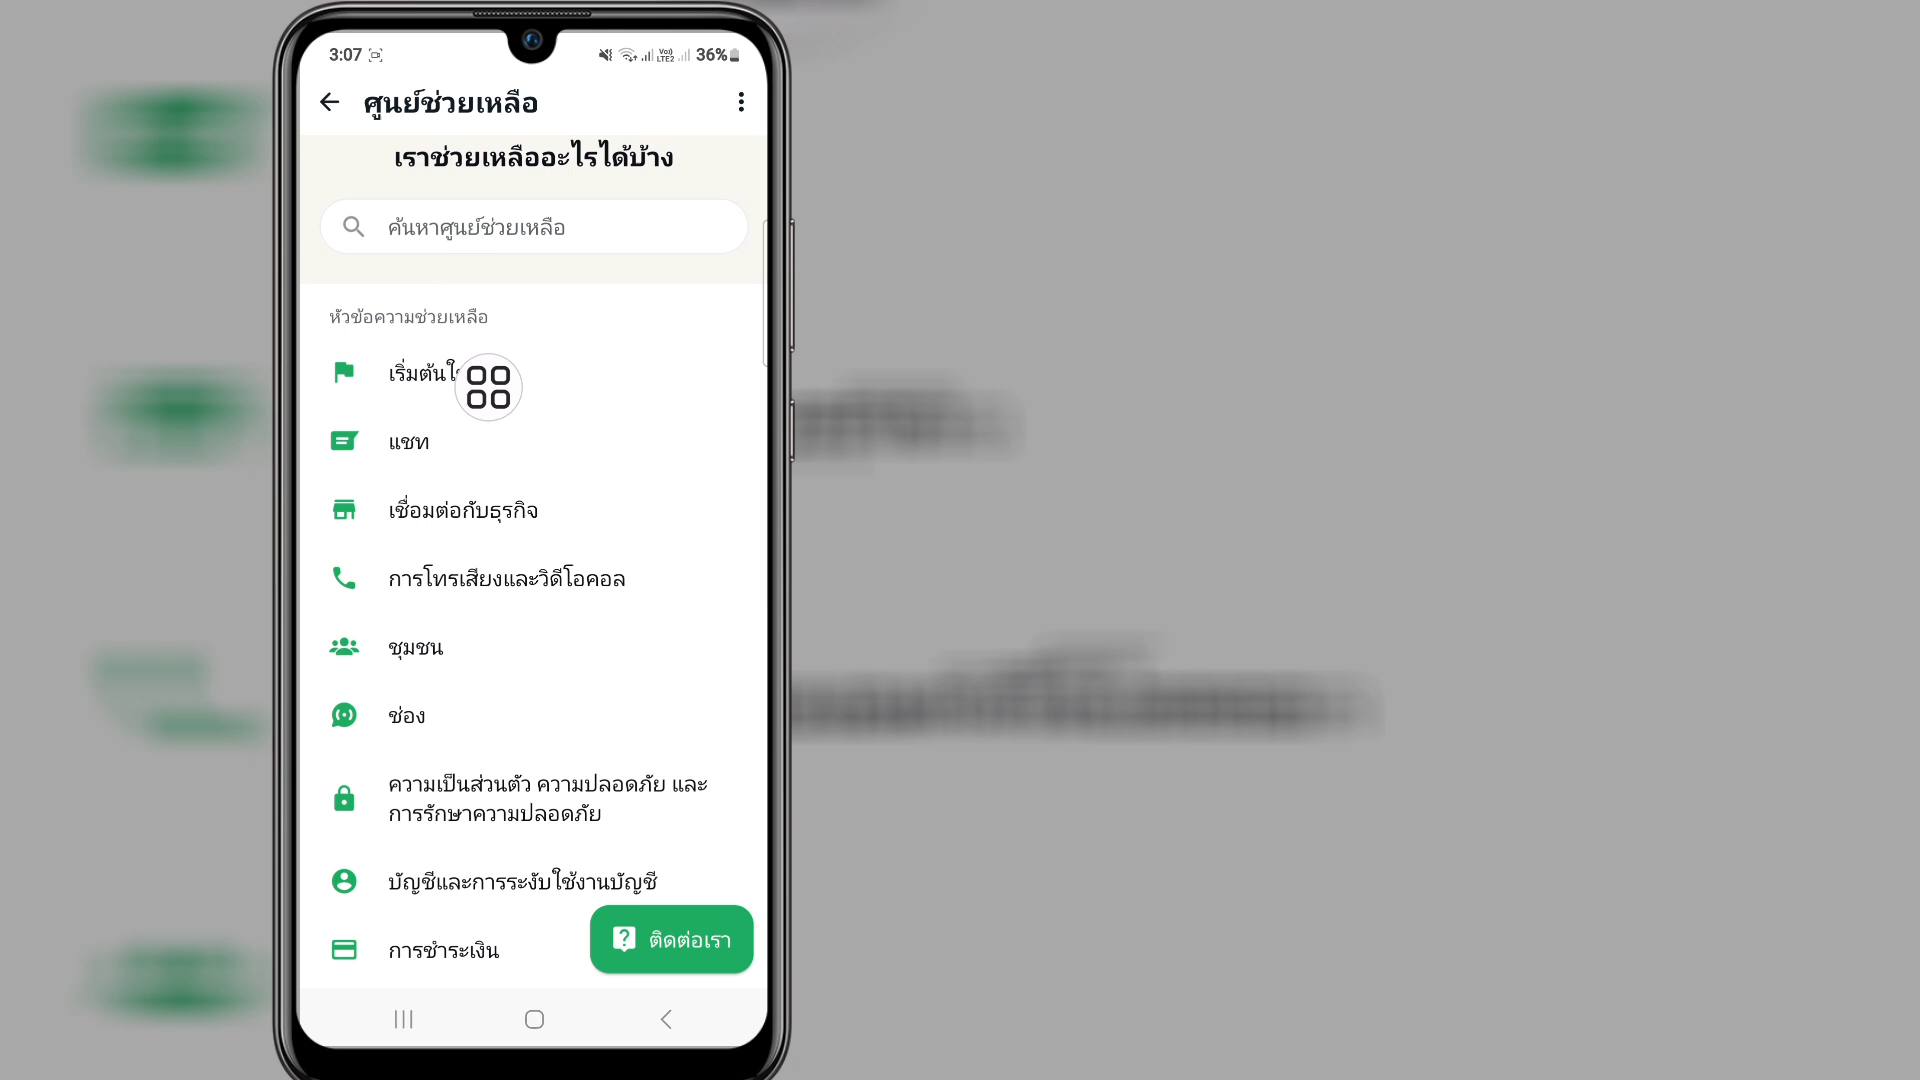 3:07
Vo)) LTE2
36%
ศูนย์ช่วยเหลือ
เราช่วยเหลืออะไรได้บ้าง
ค้นหาศูนย์ช่วยเหลือ
หัวข้อความช่วยเหลือ
เริ่มต้นใ
แชท
เชื่อมต่อกับธุรกิจ
การโทรเสียงและวิดีโอคอล
ชุมชน
ช่อง
ความเป็นส่วนตัว ความปลอดภัย และ
การรักษาความปลอดภัย
บัญชีและการระงับใช้งานบัญชี
การชำระเงิน
ติดต่อเรา